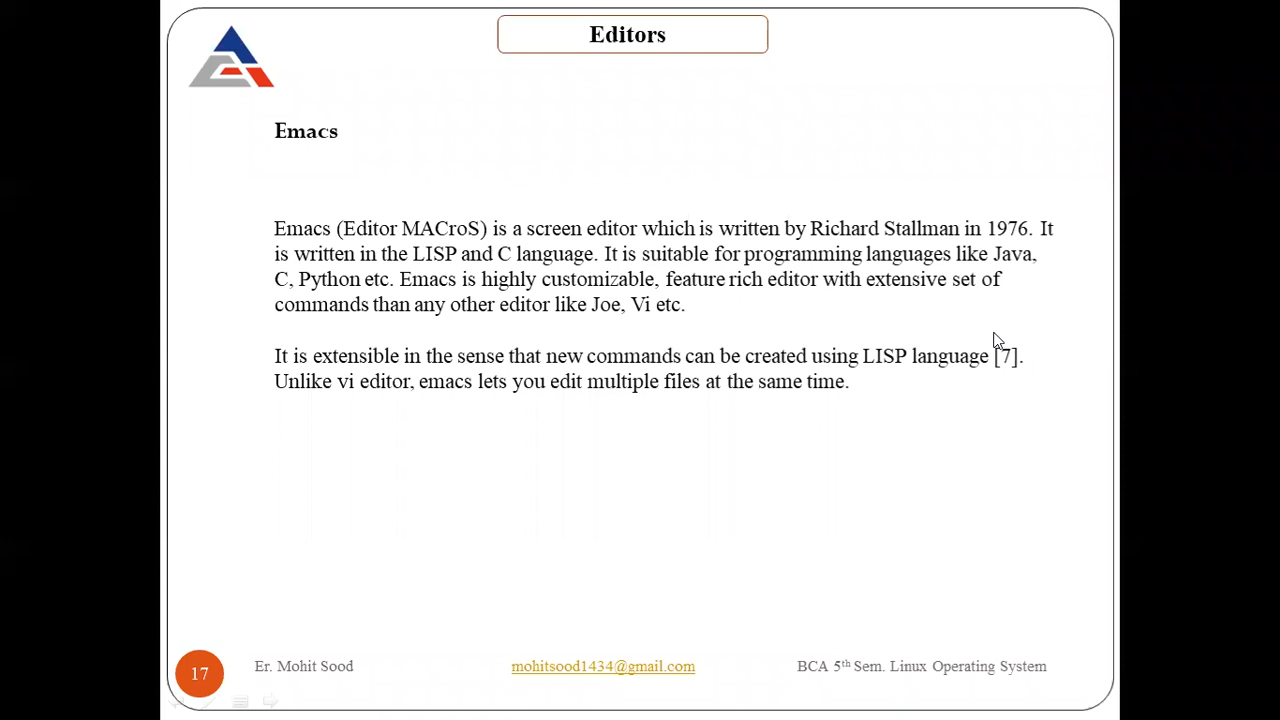 Editors
Emacs
Emacs (Editor MACroS) is a screen editor which is written by Richard Stallman in 1976. It
is written in the LISP and C language. It is suitable for programming languages like Java,
C, Python etc. Emacs is highly customizable, feature rich editor with extensive set of
commands than any other editor like Joe, Vi etc.
It is extensible in the sense that new commands can be created using LISP language [7].
Unlike vi editor, emacs lets you edit multiple files at the same time.
17
Er. Mohit Sood
mohitsood1434@gmail.com
BCA 5th Sem. Linux Operating System